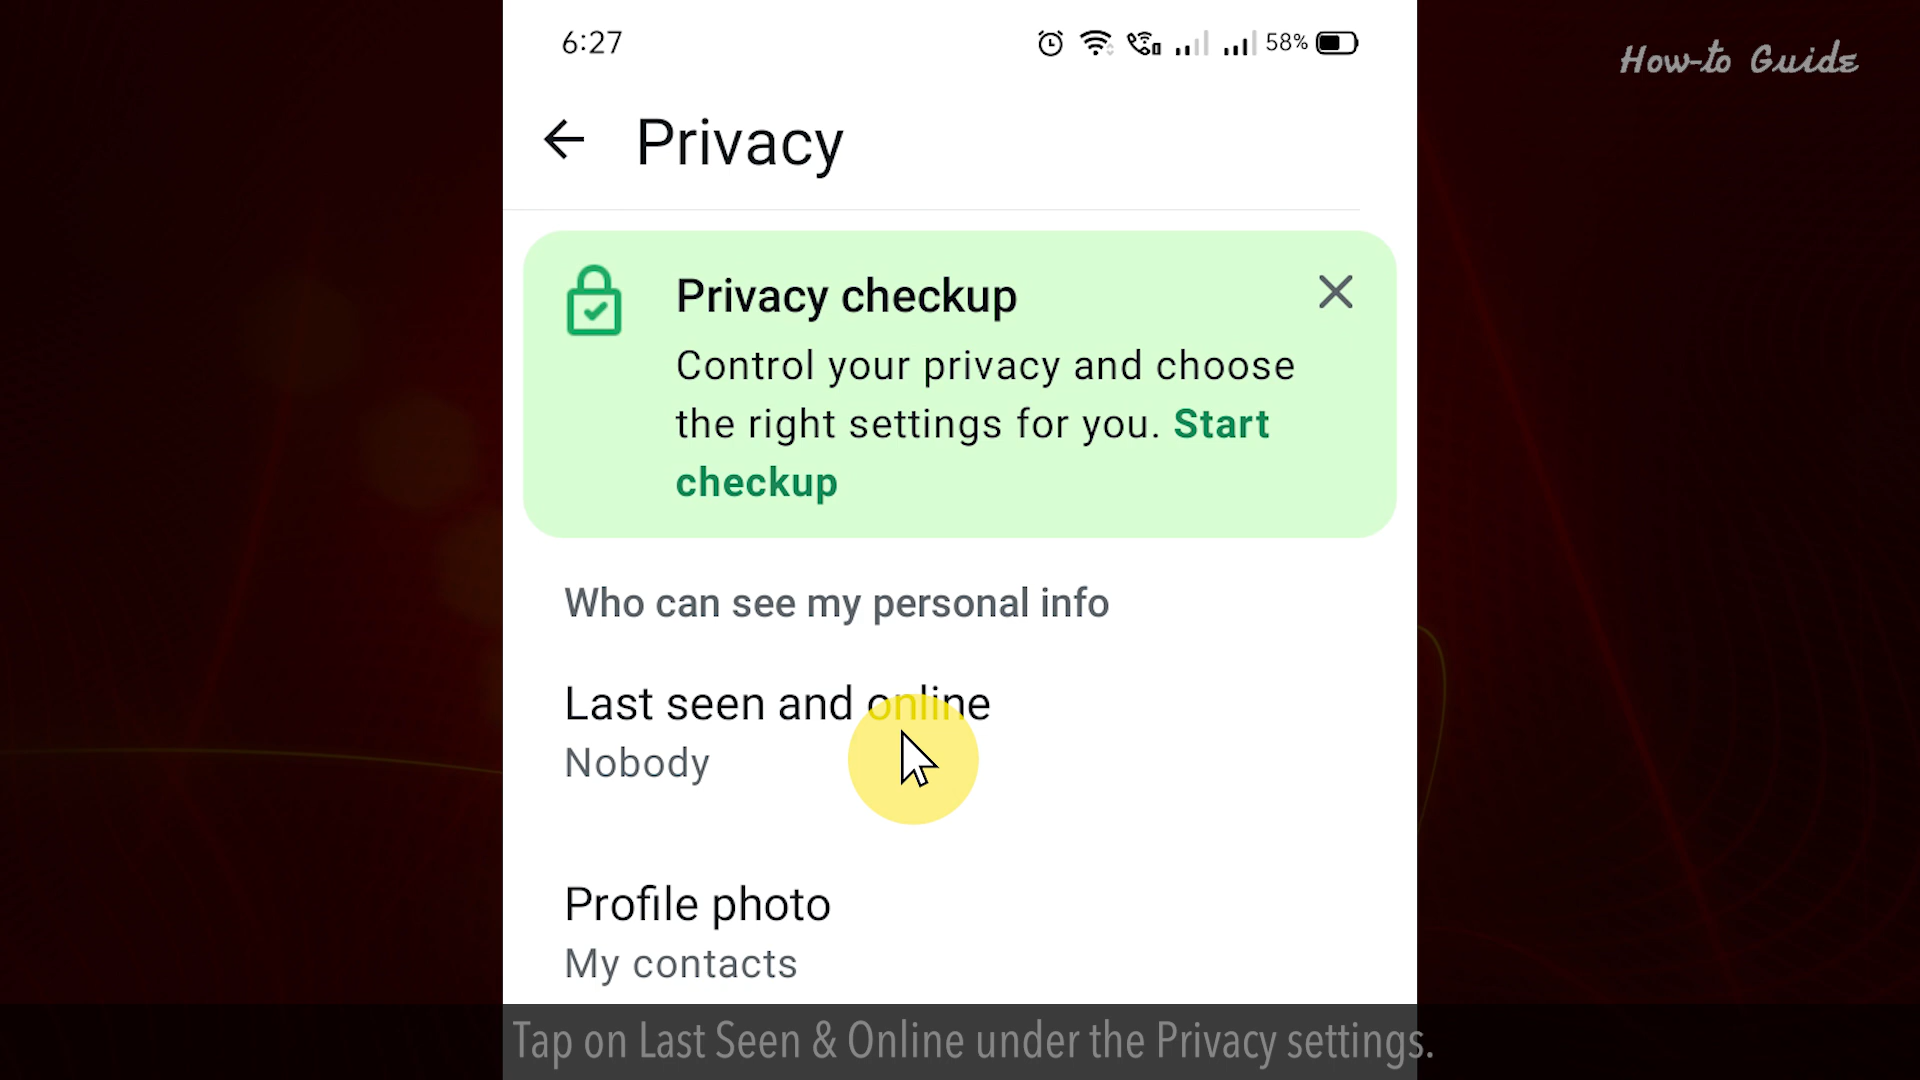 6:27
58%
How-to Guide
Privacy
Privacy checkup
Control your privacy and choose
the right settings for you. Start
checkup
Who can see my personal info
Last seen and online
Nobody
Profile photo
My contacts
Tap on Last Seen & Online under the Privacy settings.